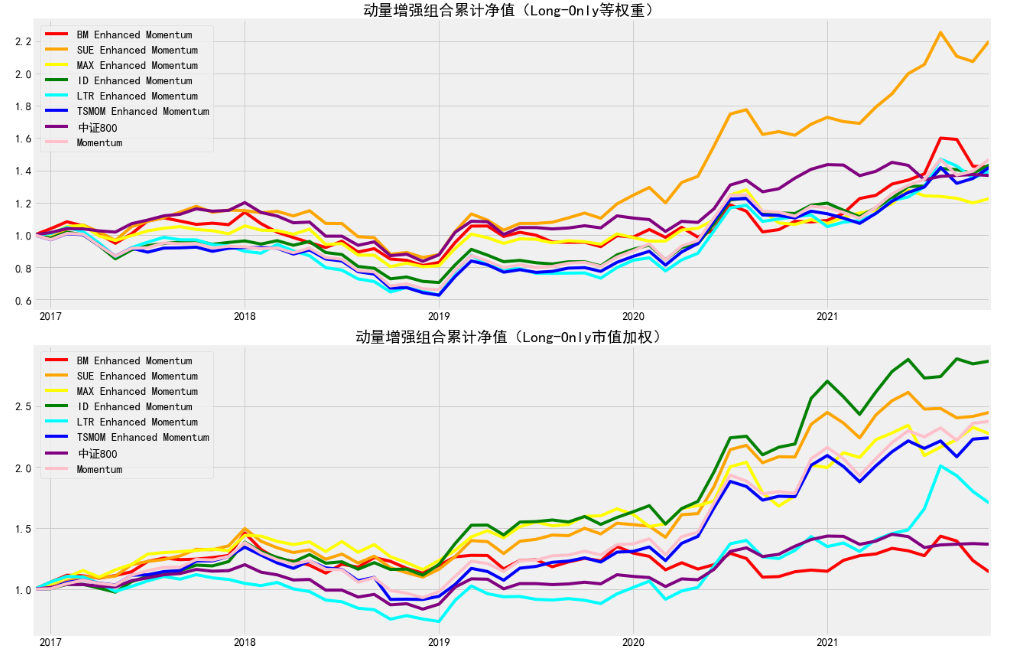 动量增强组合累计净值（Long-Only等权重）
BM Enhanced Momentum
SUE Enhanced Momentum
MAX Enhanced Momentum
ID Enhanced Momentum
LTR Enhanced Momentum
TSMOM Enhanced Momentum
中证800
Momentum
2.2
2.0
1.8
1.6
1.4
1.2
1.0
0.8
0.6
2017 2018 2019 2020 2021
动量增强组合累计净值（Long-Only市值加权）
BM Enhanced Momentum
SUE Enhanced Momentum
MAX Enhanced Momentum
ID Enhanced Momentum
LTR Enhanced Momentum
TSMOM Enhanced Momentum
中证800
Momentum
2.5
2.0
1.5
1.0
2017 2018 2019 2020 2021